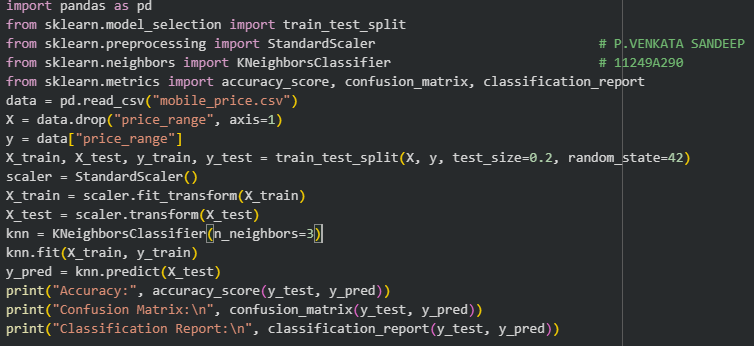 import pandas as pd
from sklearn.model_selection import train_test_split
from sklearn.preprocessing import StandardScaler # P.VENKATA SANDEEP
from sklearn.neighbors import KNeighborsClassifier # 11249A290
from sklearn.metrics import accuracy_score, confusion_matrix, classification_report
data = pd.read_csv("mobile_price.csv")
X = data.drop("price_range", axis=1)
y = data["price_range"]
X_train, X_test, y_train, y_test = train_test_split(X, y, test_size=0.2, random_state=42)
scaler = StandardScaler()
X_train = scaler.fit_transform(X_train)
X_test = scaler.transform(X_test)
knn = KNeighborsClassifier(n_neighbors=3)
knn.fit(X_train, y_train)
y_pred = knn.predict(X_test)
print("Accuracy:", accuracy_score(y_test, y_pred))
print("Confusion Matrix:\n", confusion_matrix(y_test, y_pred))
print("Classification Report:\n", classification_report(y_test, y_pred))